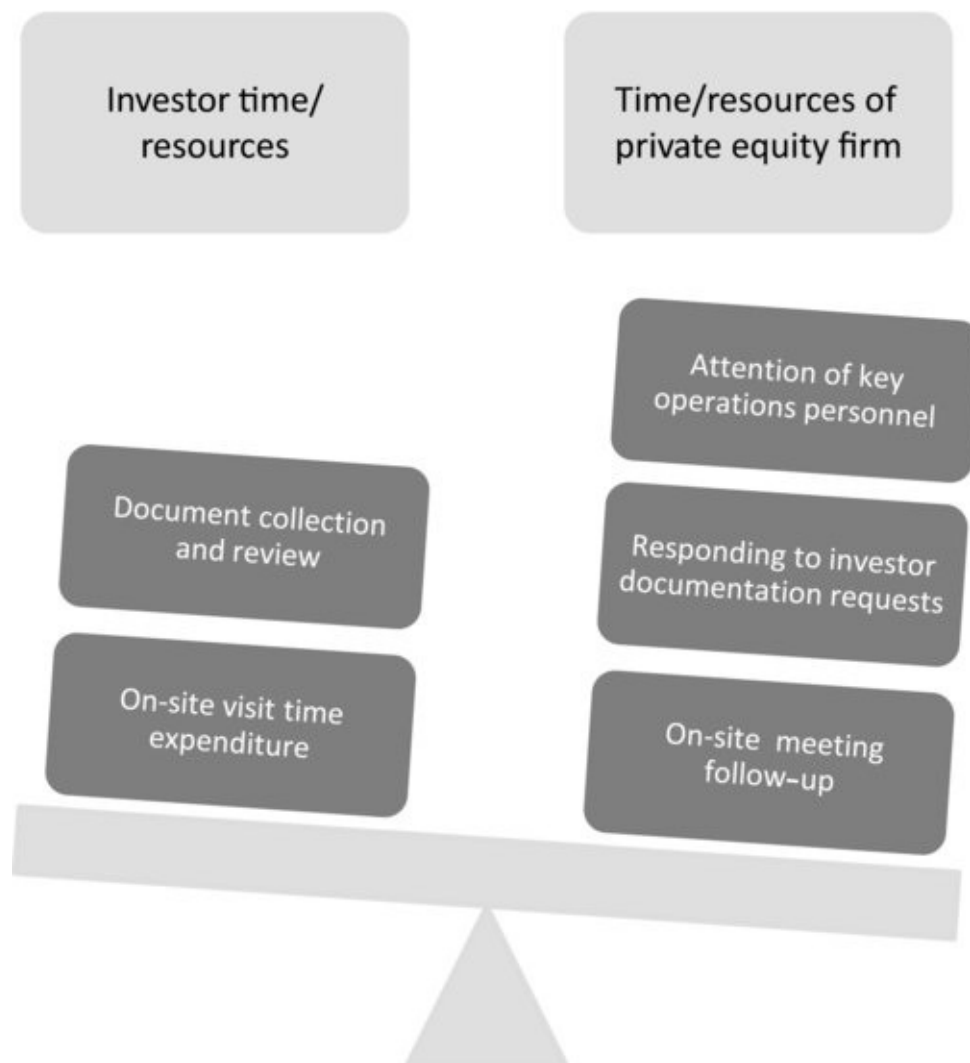 Investor time/
resources
Time/resources of
private equity firm
Attention of key
operations personnel
Document collection
and review
Responding to investor
documentation requests
On-site visit time
expenditure
On-site meeting
follow-up